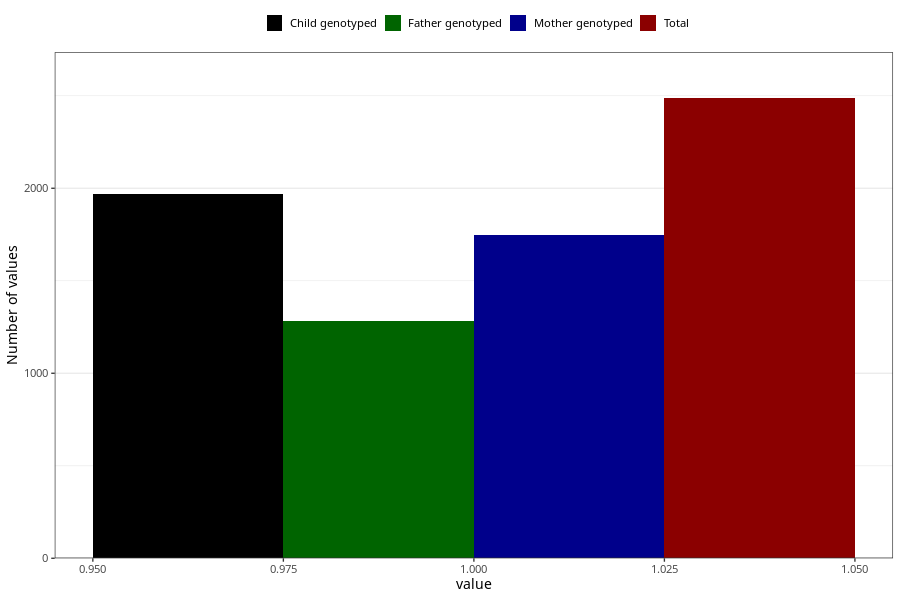 Child genotyped Father genotyped Mother genotyped Total
Number of values
2000
1000
0
0.950 0.975 1.000 1.025 1.050
value